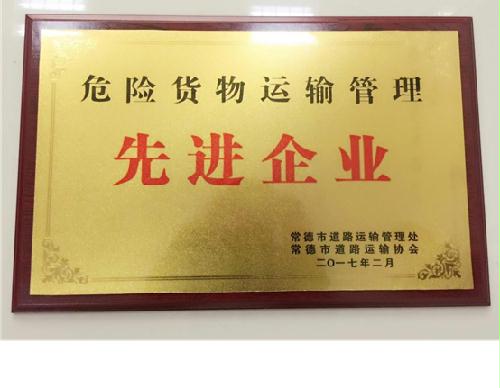 危险货物运输管理
先进企业
常德市道路运输管理处
常德市道路运输协会
二〇一七年二月